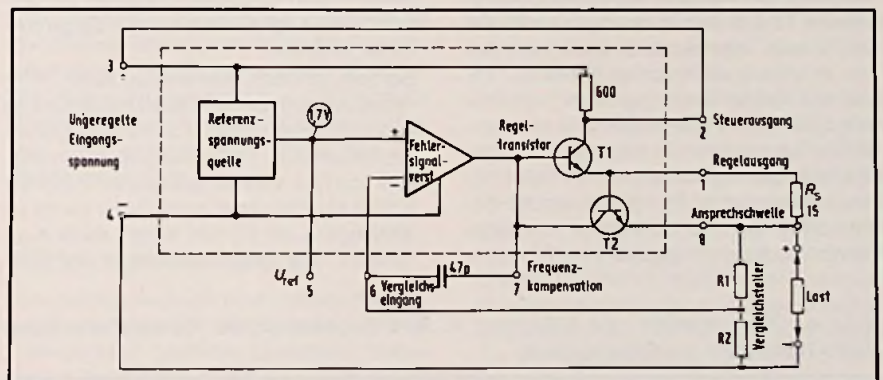 3
Ungeregelte
Eingangs-
spannung
4
Referenz-
spannungs-
quelle
1,7V
+
−
Fehler-
signal-
verst.
Regel-
transistor
600
T1
T2
2 Steuerausgang
Regelausgang
1
Ansprechschwelle
8
R_S
15
+
−
Last
R1
R2
Vergleichsteiler
U_ref
5
6 Vergleichs-
eingang
47p
7
Frequenz-
kompensation